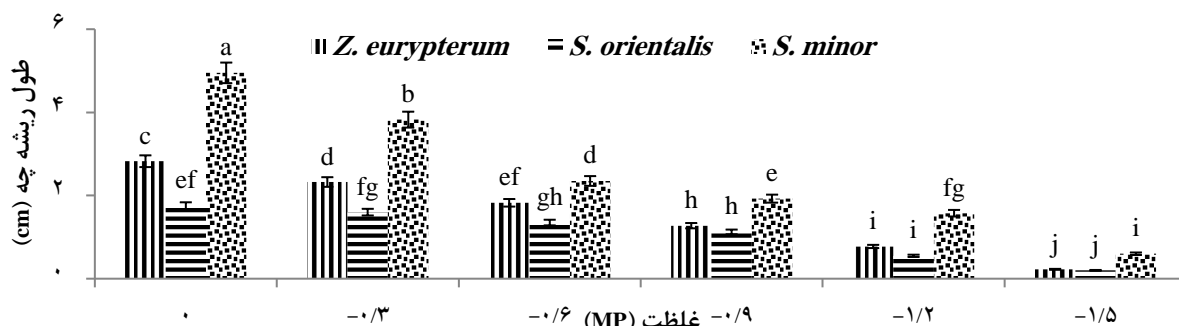 ۶
Z. eurypterum S. orientalis S. minor
۴
۲
۰
طول ریشه چه (cm)
a
b
c
ef
d
fg
ef
gh
d
h
h
e
i
i
fg
j
j
i
۰ -۰/۳ -۰/۶ -۰/۹ -۱/۲ -۱/۵
غلظت (MP)